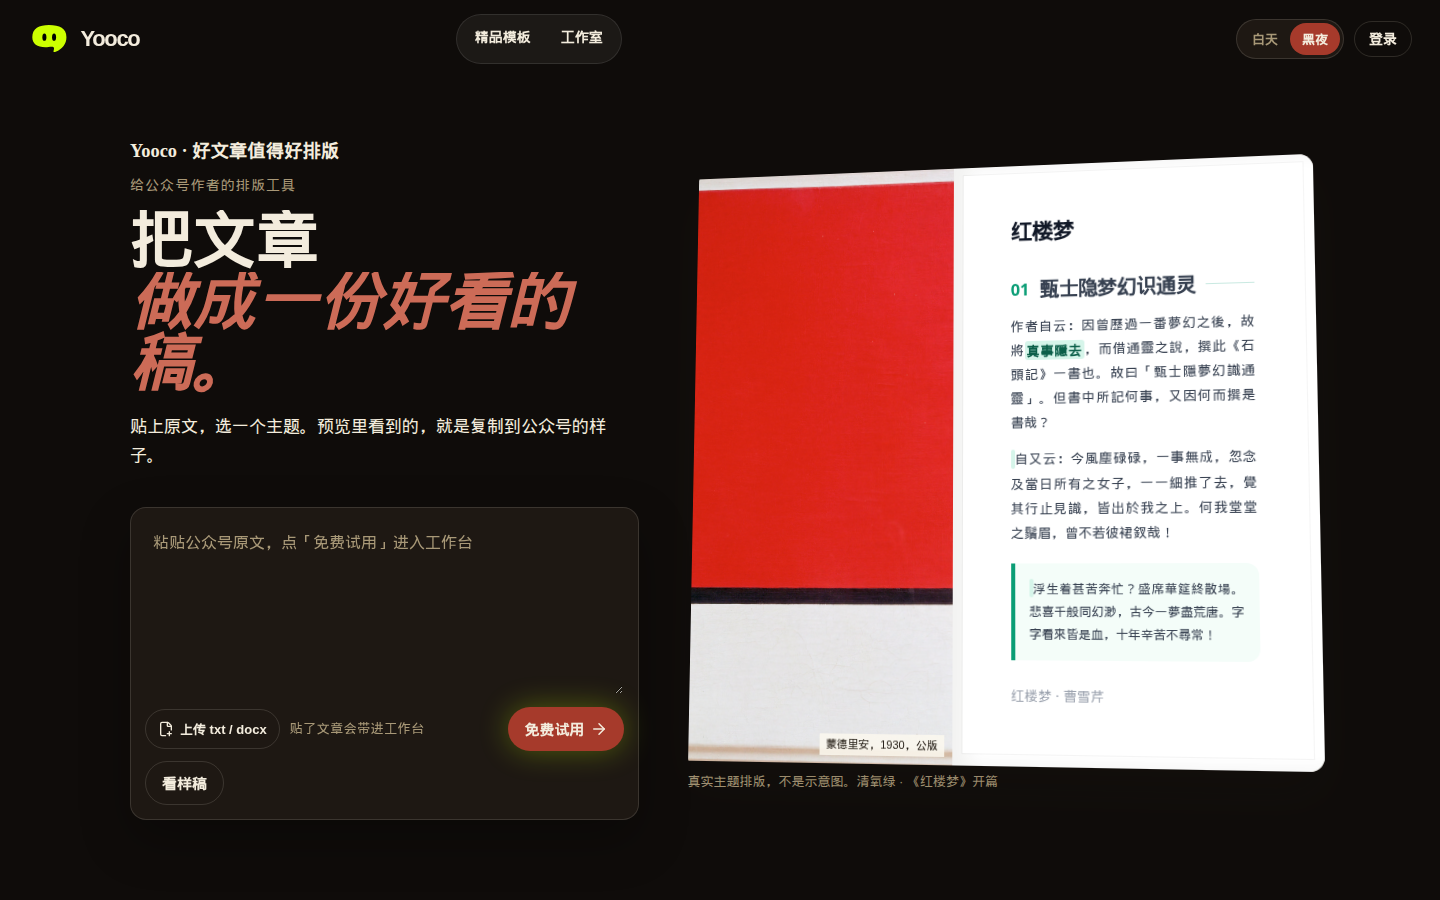 Yooco
精品模板
工作室
白天
黑夜
登录
Yooco · 好文章值得好排版
给公众号作者的排版工具
把文章
做成一份好看的
稿。
贴上原文，选一个主题。预览里看到的，就是复制到公众号的样
子。
粘贴公众号原文，点「免费试用」进入工作台
上传 txt / docx
贴了文章会带进工作台
免费试用
看样稿
蒙德里安，1930，公版
红楼梦
01 甄士隐梦幻识通灵
作者自云：因曾歷過一番夢幻之後，故
將真事隱去，而借通靈之說，撰此《石
頭記》一書也。故曰「甄士隱夢幻識通
靈」。但書中所記何事，又因何而撰是
書哉？
自又云：今風塵碌碌，一事無成，忽念
及當日所有之女子，一一細推了去，覺
其行止見識，皆出於我之上。何我堂堂
之鬚眉，曾不若彼裙釵哉！
浮生着甚苦奔忙？盛席華筵終散場。
悲喜千般同幻渺，古今一夢盡荒唐。字
字看來皆是血，十年辛苦不尋常！
红楼梦 · 曹雪芹
真实主题排版，不是示意图。清氧绿 · 《红楼梦》开篇